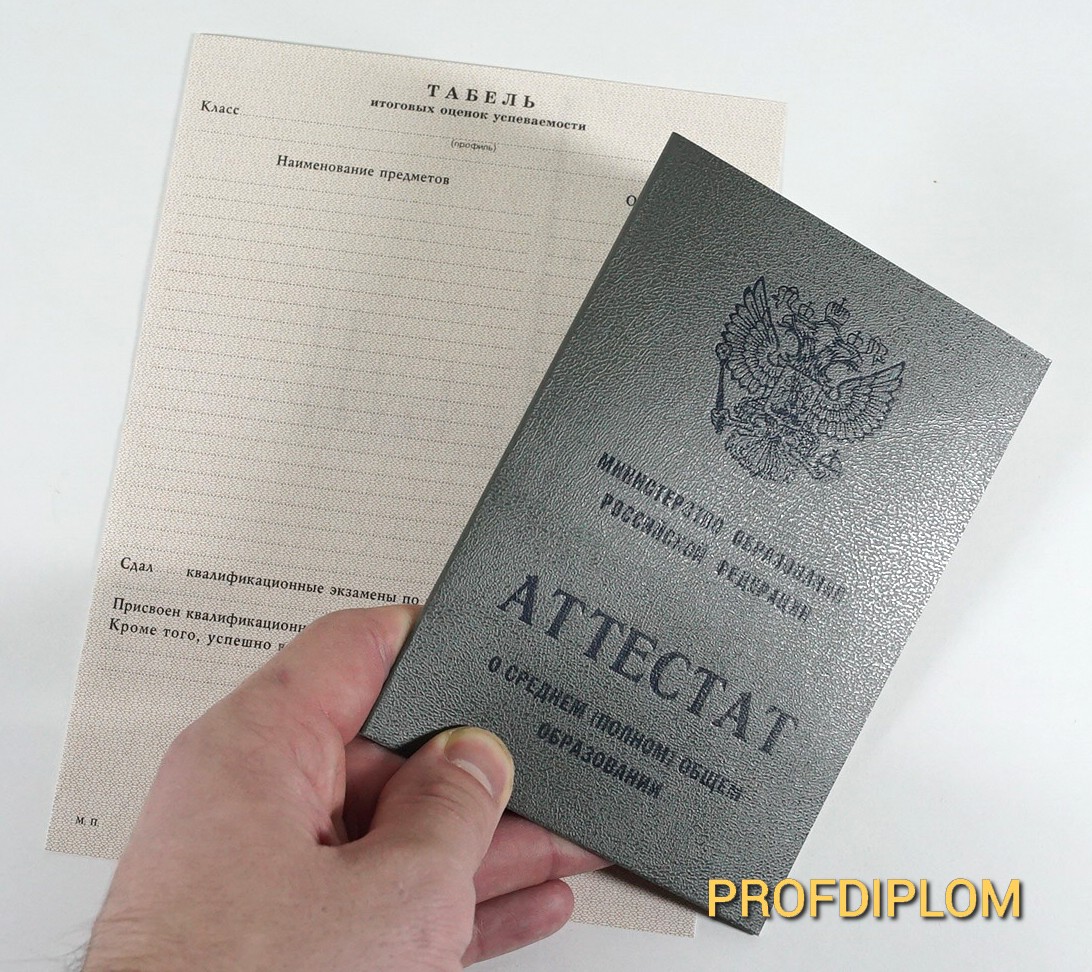 ТАБЕЛЬ
итоговых оценок успеваемости
Класс
(профиль)
Наименование предметов
Сдал квалификационные экзамены по
Присвоен
Кроме того, успешно
М. П.
МИНИСТЕРСТВО ОБРАЗОВАНИЯ
РОССИЙСКОЙ ФЕДЕРАЦИИ
АТТЕСТАТ
О СРЕДНЕМ (ПОЛНОМ) ОБЩЕМ
ОБРАЗОВАНИИ
PROFDIPLOM